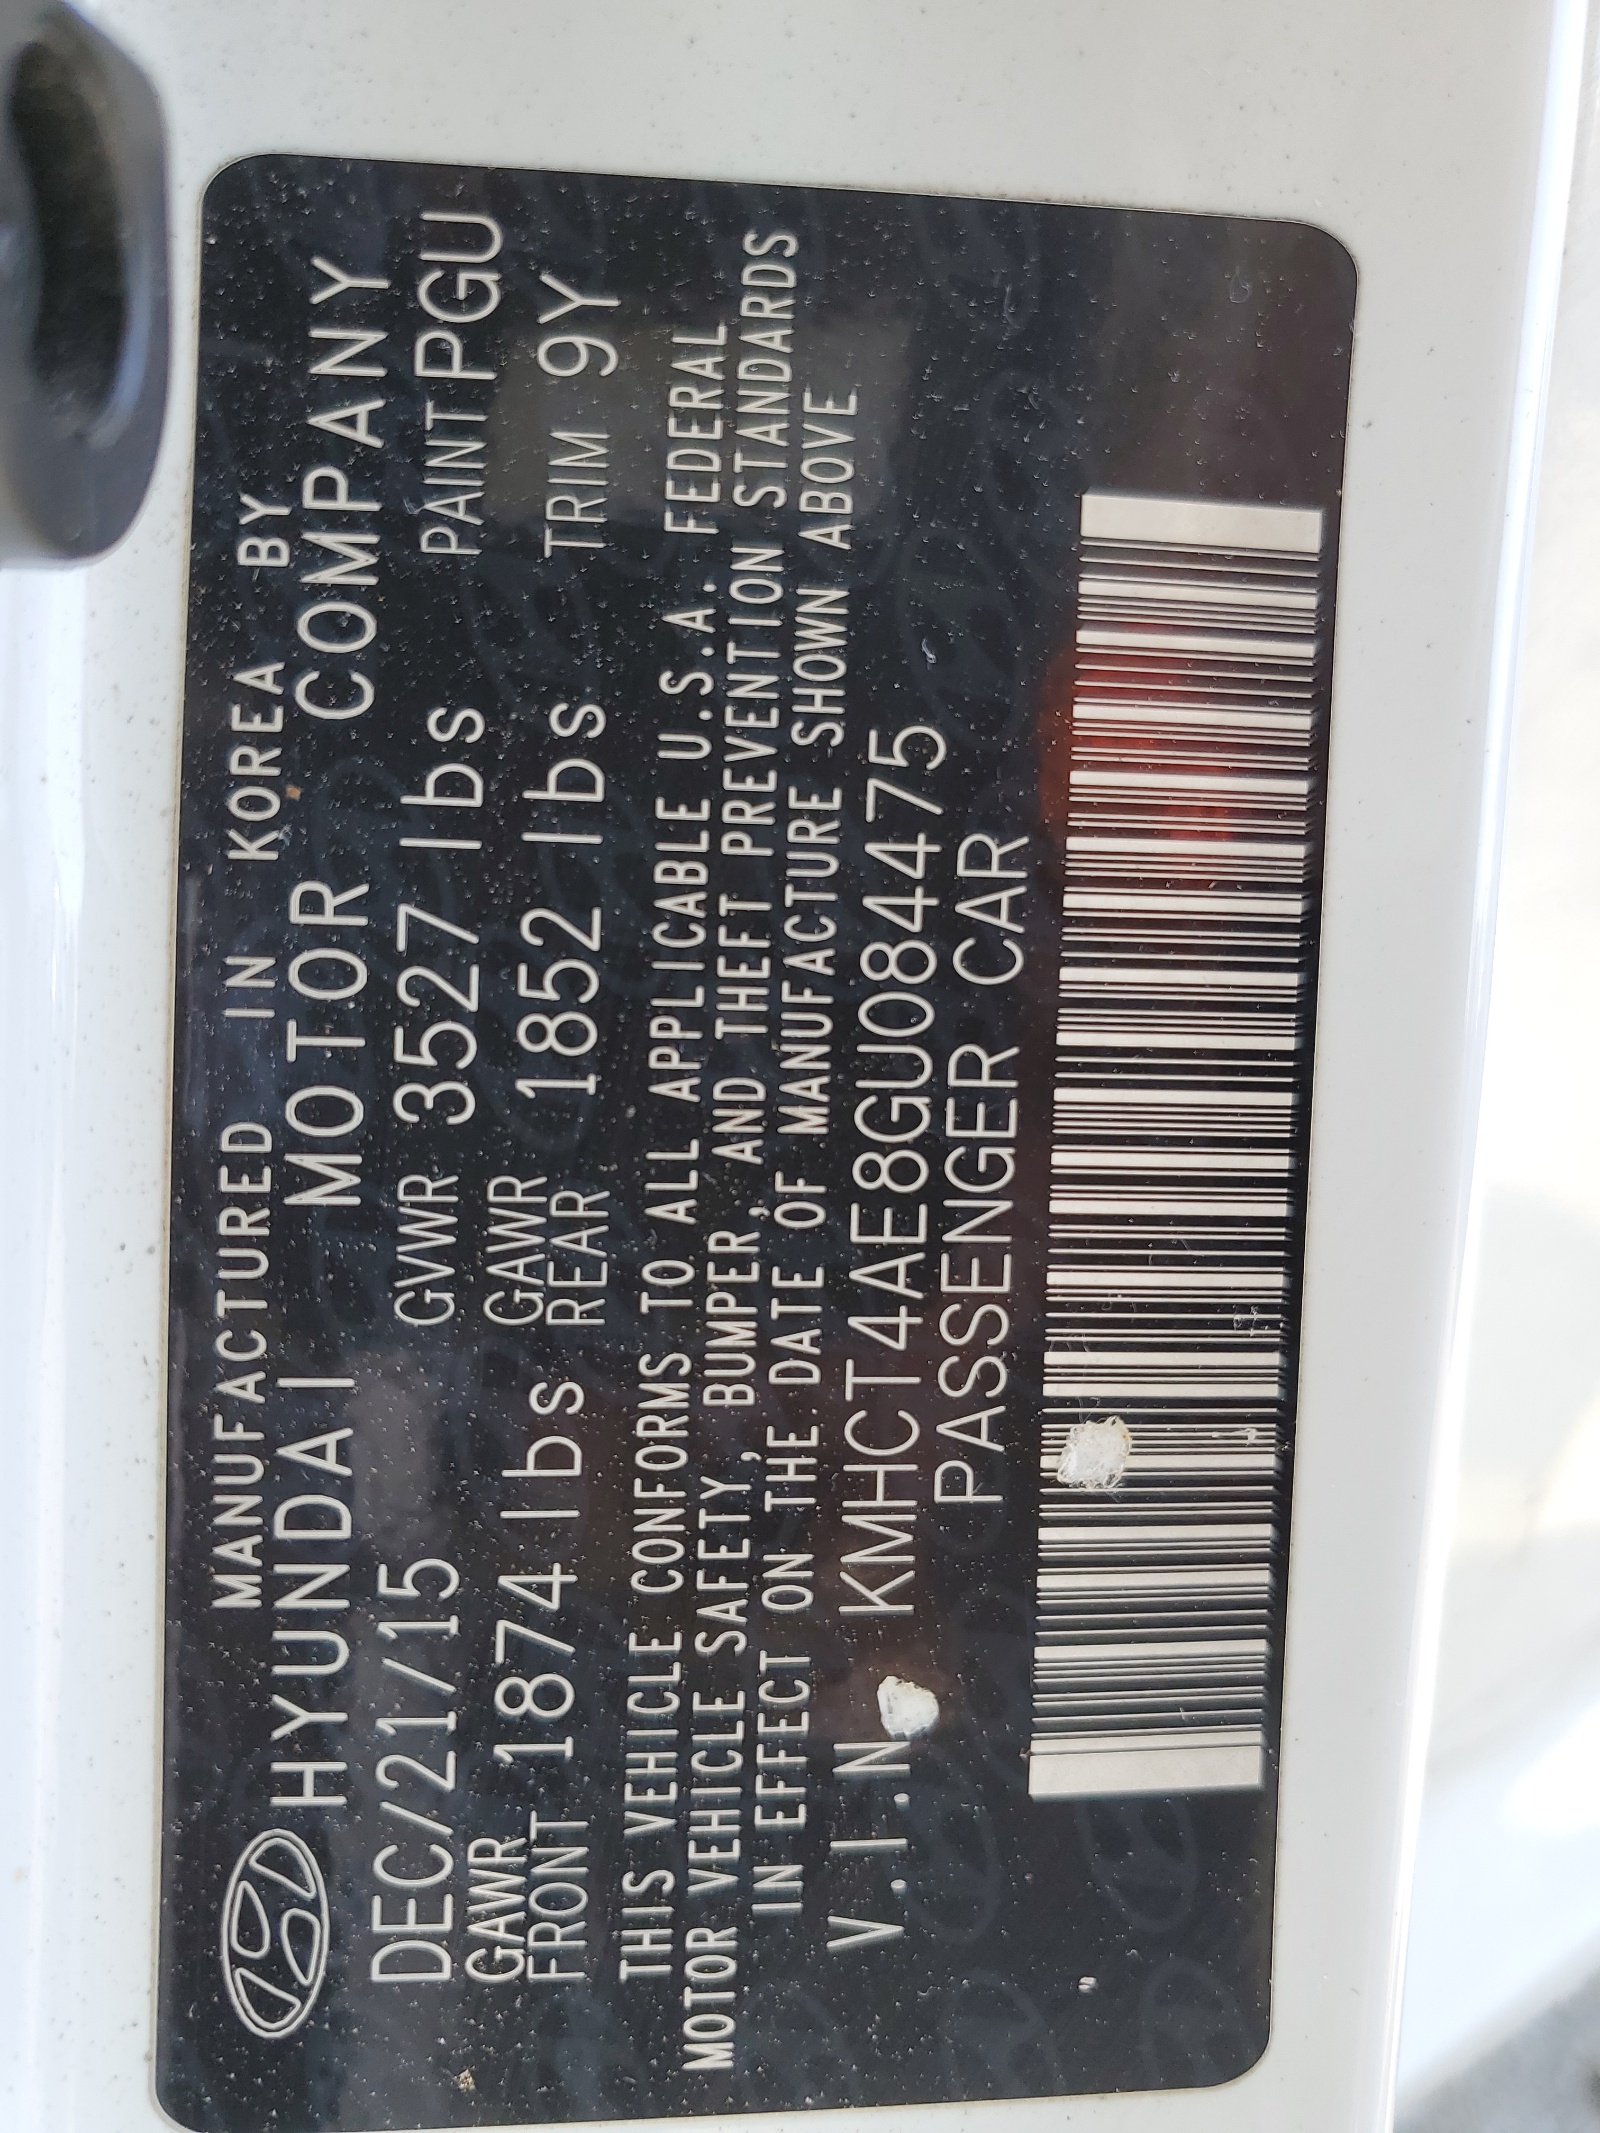 MANUFACTURED IN KOREA BY
HYUNDAI MOTOR COMPANY
DEC/21/15 GVWR 3527 lbs PAINT PGU
GAWR FRONT 1874 lbs GAWR REAR 1852 lbs TRIM 9Y
THIS VEHICLE CONFORMS TO ALL APPLICABLE U.S.A. FEDERAL
MOTOR VEHICLE SAFETY, BUMPER, AND THEFT PREVENTION STANDARDS
IN EFFECT ON THE DATE OF MANUFACTURE SHOWN ABOVE
V.I.N. KMHCT4AE8GU084475
PASSENGER CAR